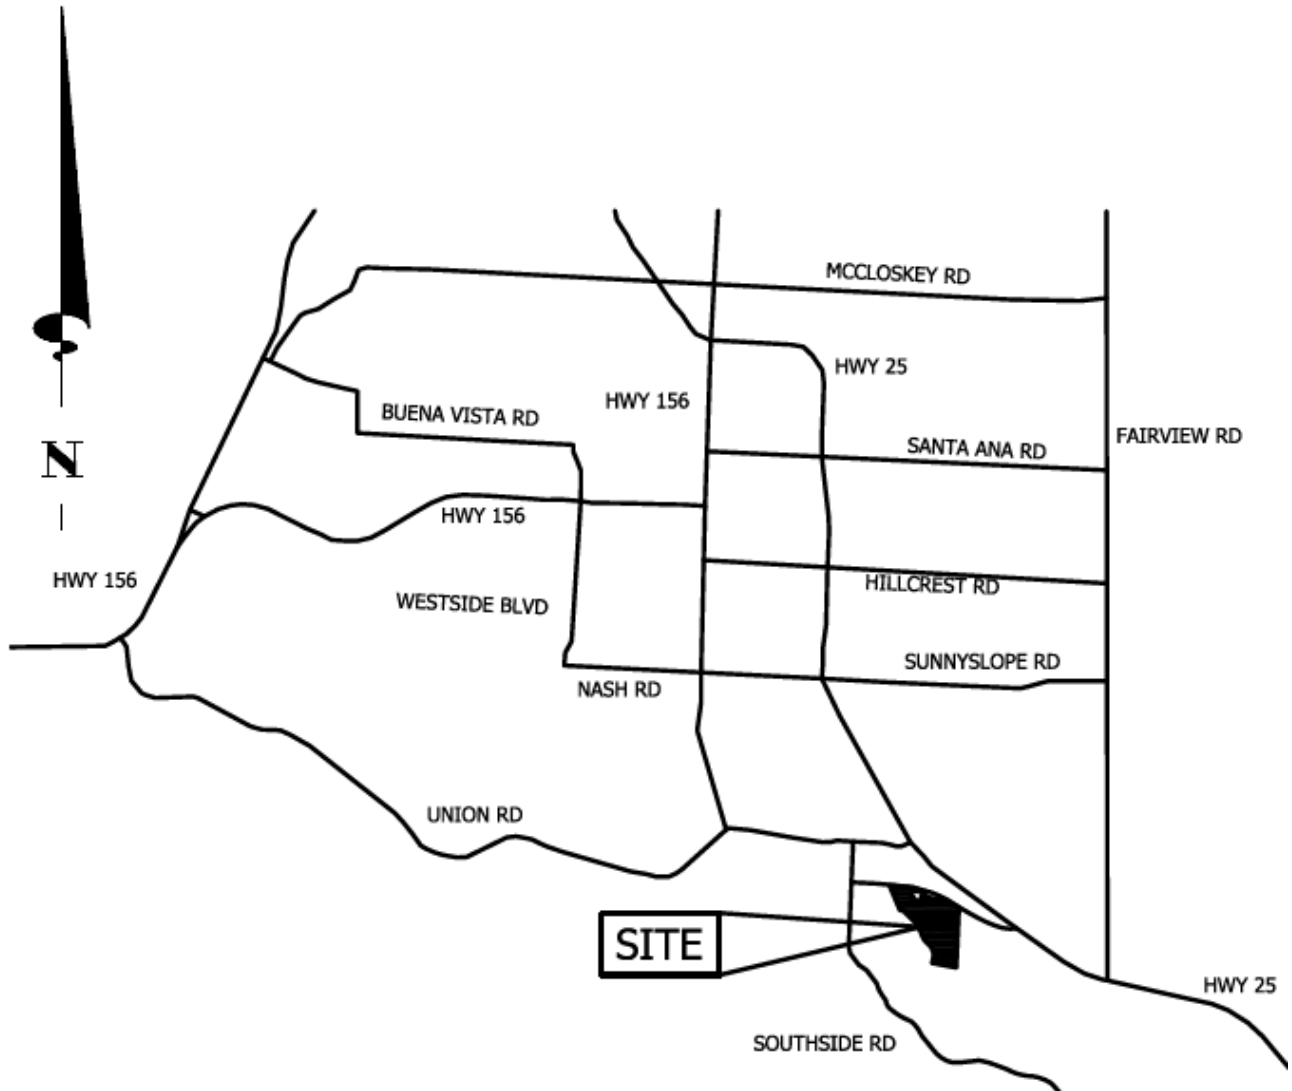 MCCLOSKEY RD
HWY 25
HWY 156
BUENA VISTA RD
FAIRVIEW RD
SANTA ANA RD
N
HWY 156
HWY 156
HILLCREST RD
WESTSIDE BLVD
SUNNYSLOPE RD
NASH RD
UNION RD
SITE
HWY 25
SOUTHSIDE RD